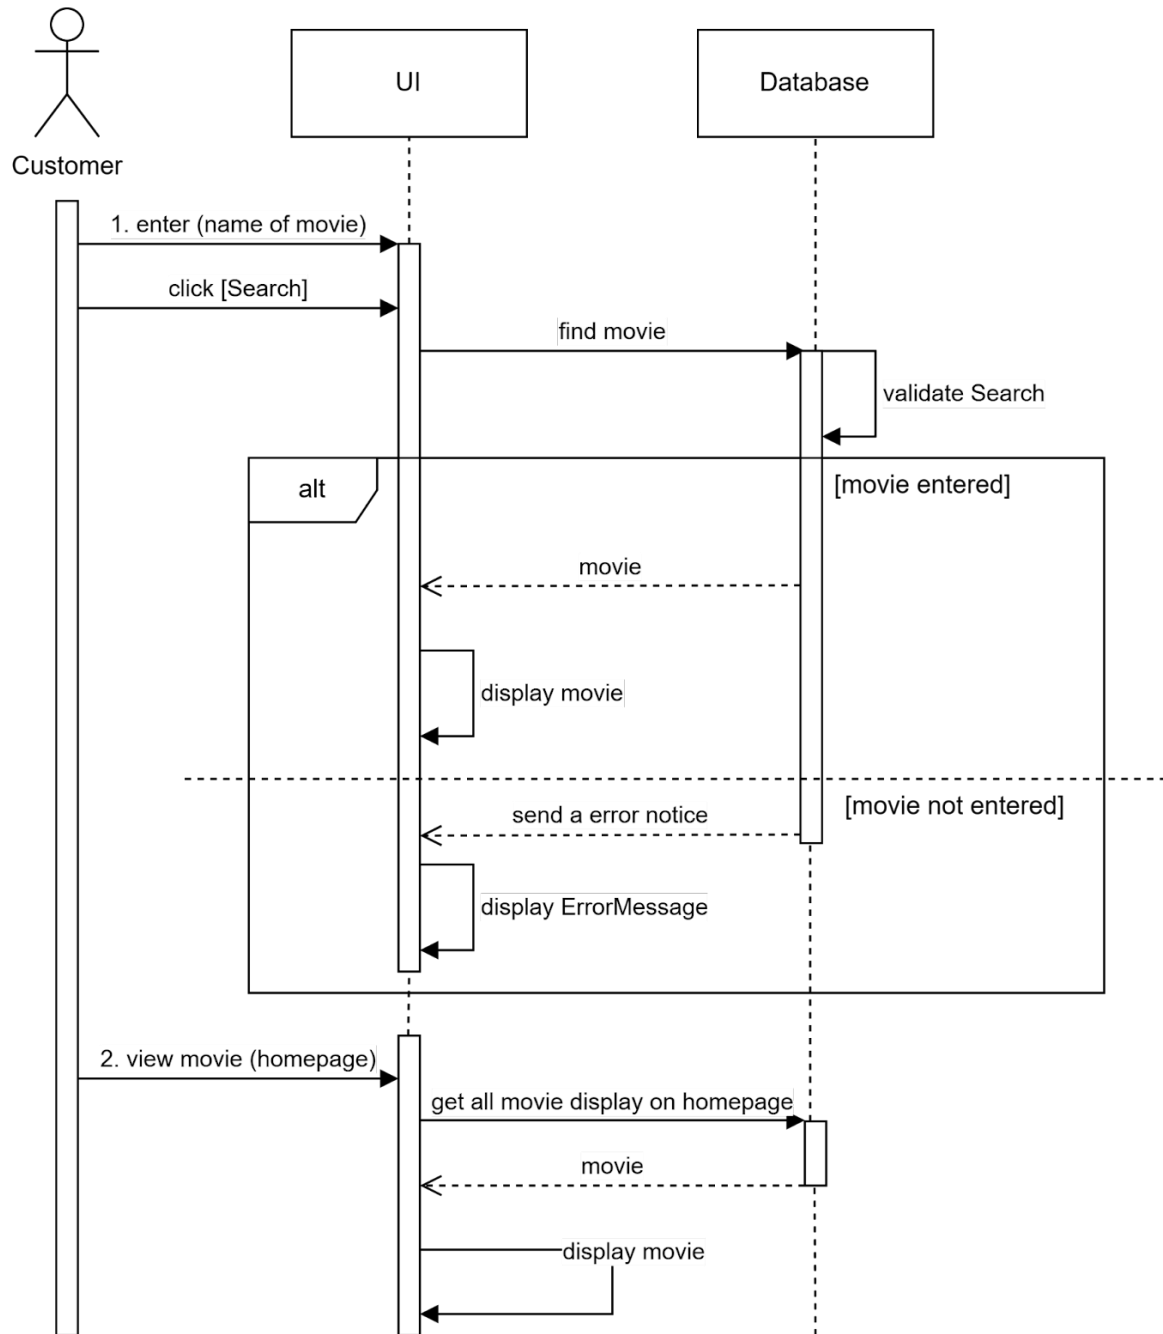 UI
Database
Customer
1. enter (name of movie)
click [Search]
find movie
validate Search
alt
[movie entered]
movie
display movie
[movie not entered]
send a error notice
display ErrorMessage
2. view movie (homepage)
get all movie display on homepage
movie
display movie